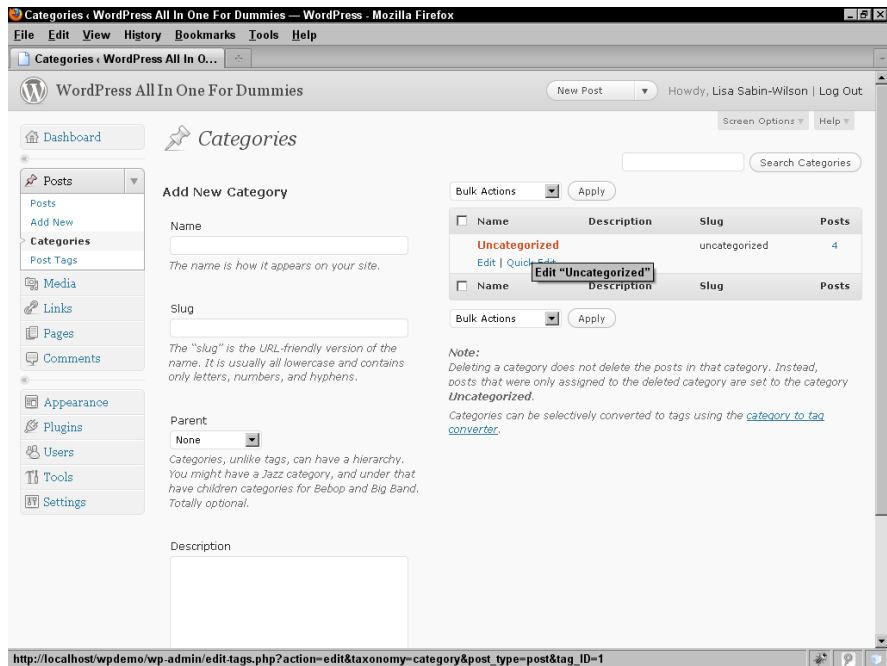 Categories ‹ WordPress All In One For Dummies — WordPress - Mozilla Firefox
File Edit View History Bookmarks Tools Help
Categories ‹ WordPress All In O...
WordPress All In One For Dummies
New Post
Howdy, Lisa Sabin-Wilson | Log Out
Screen Options
Help
Dashboard
Posts
Posts
Add New
Categories
Post Tags
Media
Links
Pages
Comments
Appearance
Plugins
Users
Tools
Settings
Categories
Search Categories
Add New Category
Name
The name is how it appears on your site.
Slug
The “slug” is the URL-friendly version of the
name. It is usually all lowercase and contains
only letters, numbers, and hyphens.
Parent
None
Categories, unlike tags, can have a hierarchy.
You might have a Jazz category, and under that
have children categories for Bebop and Big Band.
Totally optional.
Description
Bulk Actions
Apply
Name Description Slug Posts
Uncategorized uncategorized 4
Edit | Quick Edit
Edit “Uncategorized”
Name Description Slug Posts
Bulk Actions
Apply
Note:
Deleting a category does not delete the posts in that category. Instead,
posts that were only assigned to the deleted category are set to the category
Uncategorized.
Categories can be selectively converted to tags using the category to tag
converter.
http://localhost/wpdemo/wp-admin/edit-tags.php?action=edit&taxonomy=category&post_type=post&tag_ID=1